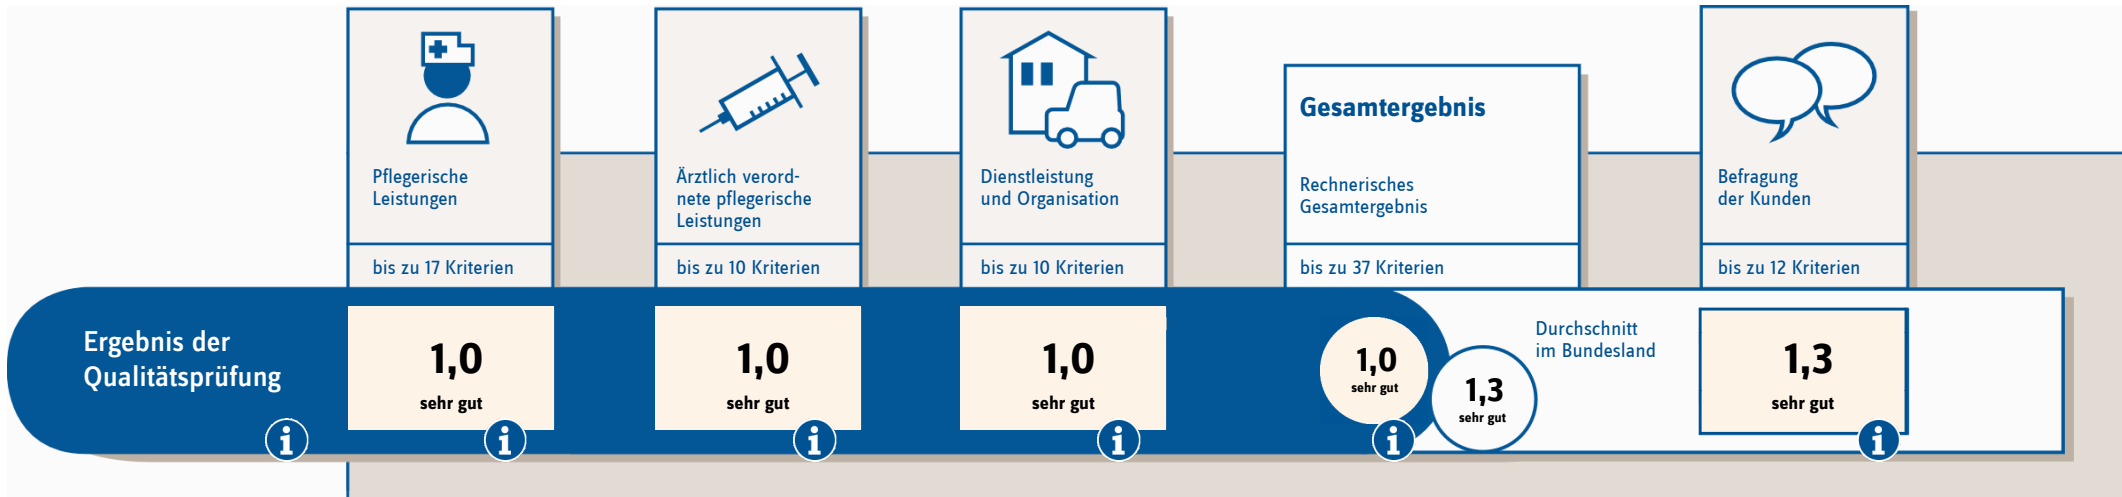 Pflegerische
Leistungen
bis zu 17 Kriterien
Ärztlich verord-
nete pflegerische
Leistungen
bis zu 10 Kriterien
Dienstleistung
und Organisation
bis zu 10 Kriterien
Gesamtergebnis
Rechnerisches
Gesamtergebnis
bis zu 37 Kriterien
Befragung
der Kunden
bis zu 12 Kriterien
Ergebnis der
Qualitätsprüfung
i
1,0
sehr gut
i
1,0
sehr gut
i
1,0
sehr gut
i
1,0
sehr gut
i
1,3
sehr gut
Durchschnitt
im Bundesland
1,3
sehr gut
i